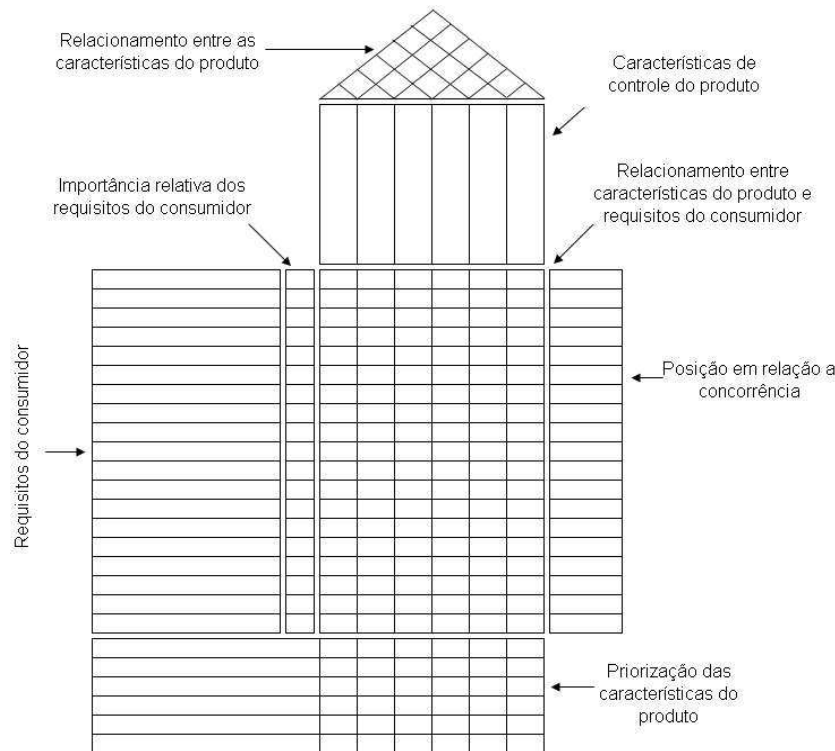 Relacionamento entre as
características do produto
Características de
controle do produto
Importância relativa dos
requisitos do consumidor
Relacionamento entre
características do produto e
requisitos do consumidor
Requisitos do consumidor
Posição em relação a
concorrência
Priorização das
características do
produto